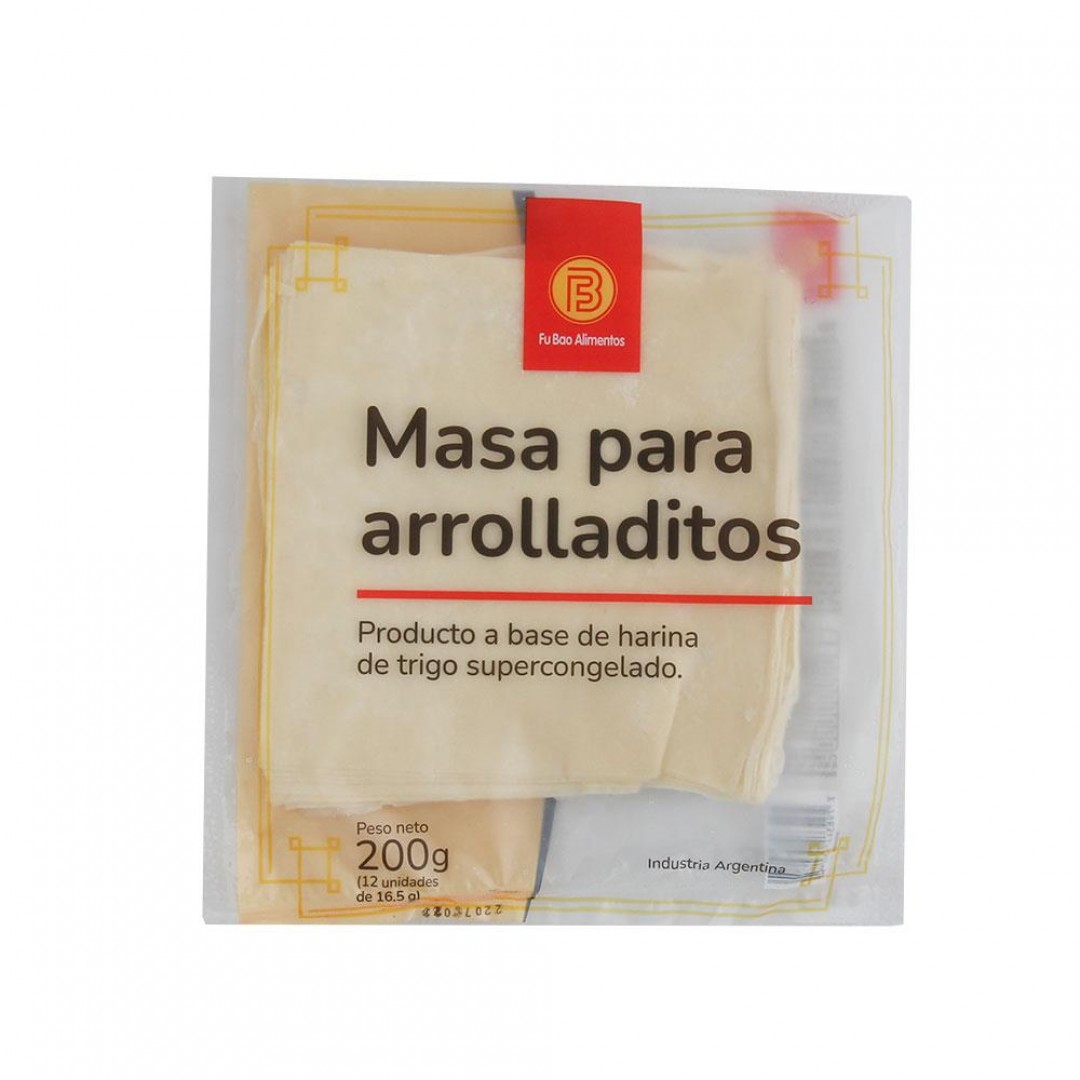 Fu Bao Alimentos
Masa para
arrolladitos
Producto a base de harina
de trigo supercongelado.
Peso neto
200g
(12 unidades
de 16.5 g)
Industria Argentina